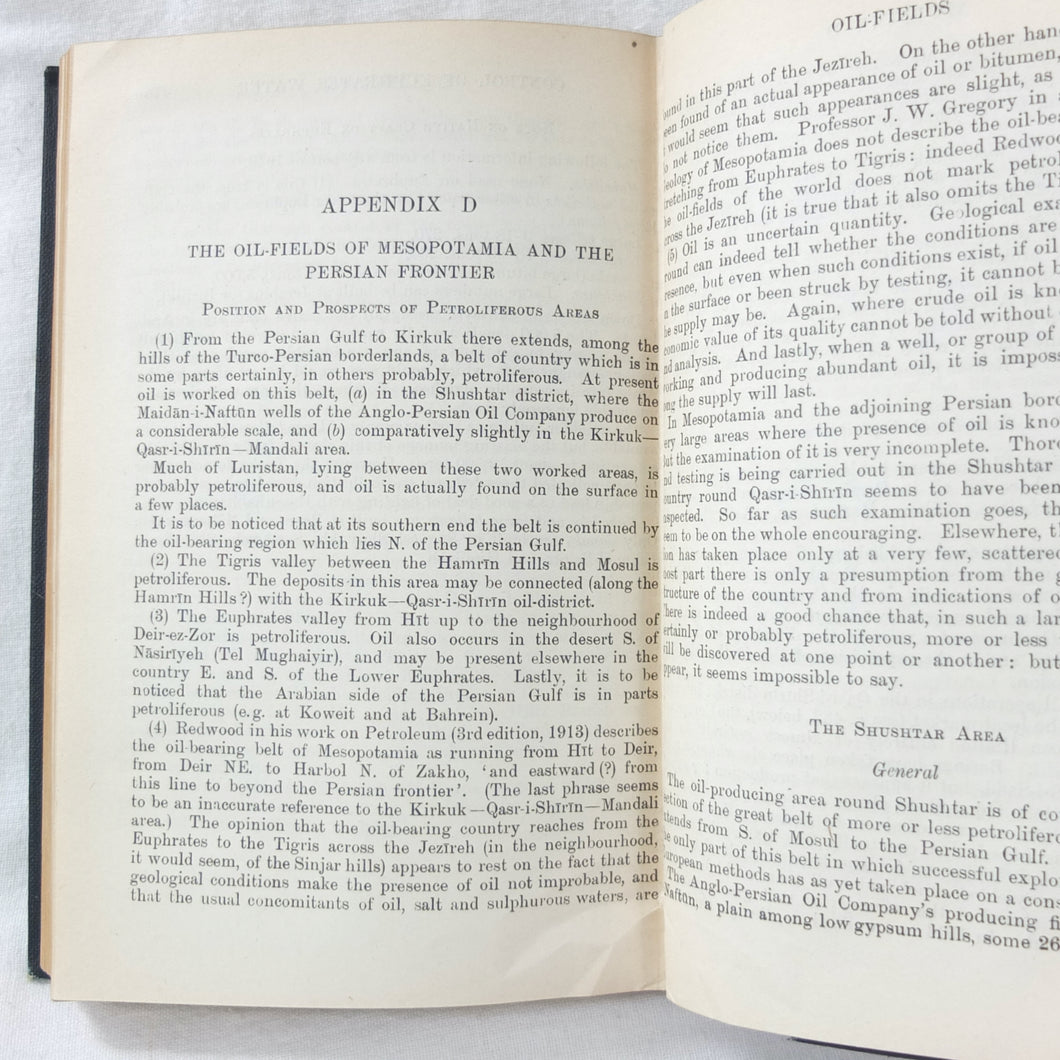 APPENDIX D
THE OIL-FIELDS OF MESOPOTAMIA AND THE
PERSIAN FRONTIER
POSITION AND PROSPECTS OF PETROLIFEROUS AREAS
(1) From the Persian Gulf to Kirkuk there extends, among the
hills of the Turco-Persian borderlands, a belt of country which is in
some parts certainly, in others probably, petroliferous. At present
oil is worked on this belt, (a) in the Shushtar district, where the
Maidān-i-Naftūn wells of the Anglo-Persian Oil Company produce on
a considerable scale, and (b) comparatively slightly in the Kirkuk—
Qasr-i-Shīrīn—Mandali area.
Much of Luristan, lying between these two worked areas, is
probably petroliferous, and oil is actually found on the surface in
a few places.
It is to be noticed that at its southern end the belt is continued by
the oil-bearing region which lies N. of the Persian Gulf.
(2) The Tigris valley between the Hamrīn Hills and Mosul is
petroliferous. The deposits in this area may be connected (along the
Hamrīn Hills?) with the Kirkuk—Qasr-i-Shīrīn oil-district.
(3) The Euphrates valley from Hīt up to the neighbourhood of
Deir-ez-Zor is petroliferous. Oil also occurs in the desert S. of
Nāsirīyeh (Tel Mughaiyir), and may be present elsewhere in the
country E. and S. of the Lower Euphrates. Lastly, it is to be
noticed that the Arabian side of the Persian Gulf is in parts
petroliferous (e.g. at Koweit and at Bahrein).
(4) Redwood in his work on Petroleum (3rd edition, 1913) describes
the oil-bearing belt of Mesopotamia as running from Hīt to Deir,
from Deir NE. to Harbol N. of Zakho, ‘and eastward (?) from
this line to beyond the Persian frontier’. (The last phrase seems
to be an inaccurate reference to the Kirkuk—Qasr-i-Shīrīn—Mandali
area.) The opinion that the oil-bearing country reaches from the
Euphrates to the Tigris across the Jezīreh (in the neighbourhood,
it would seem, of the Sinjar hills) appears to rest on the fact that the
geological conditions make the presence of oil not improbable, and
that the usual concomitants of oil, salt and sulphurous waters, are
OIL-FIELDS
in this part of the Jezīreh. On the other
found of an actual appearance of oil or bitumen,
would seem that such appearances are slight, as
not notice them. Professor J. W. Gregory in
of Mesopotamia does not describe the
from Euphrates to Tigris: indeed
oil-fields of the world does not mark
the Jezīreh (it is true that it also omits the
(5) Oil is an uncertain quantity. Geological
can indeed tell whether the conditions are
but even when such conditions exist, if oil
the surface or been struck by testing, it cannot
supply may be. Again, where crude oil is
value of its quality cannot be told without
analysis. And lastly, when a well, or group of
and producing abundant oil, it is
the supply will last.
In Mesopotamia and the adjoining Persian
large areas where the presence of oil is
but the examination of it is very incomplete.
testing is being carried out in the Shushtar
round Qasr-i-Shīrīn seems to have been
So far as such examination goes,
to be on the whole encouraging. Elsewhere,
has taken place only at a very few, scattered
part there is only a presumption from the
of the country and from indications of
is indeed a good chance that, in such a
or probably petroliferous, more or less
be discovered at one point or another: but
it seems impossible to say.
THE SHUSHTAR AREA
General
The oil-producing area round Shushtar is of
of the great belt of more or less
from S. of Mosul to the Persian Gulf.
only part of this belt in which successful
methods has as yet taken place on a
The Anglo-Persian Oil Company's producing
Naftūn, a plain among low gypsum hills, some 26